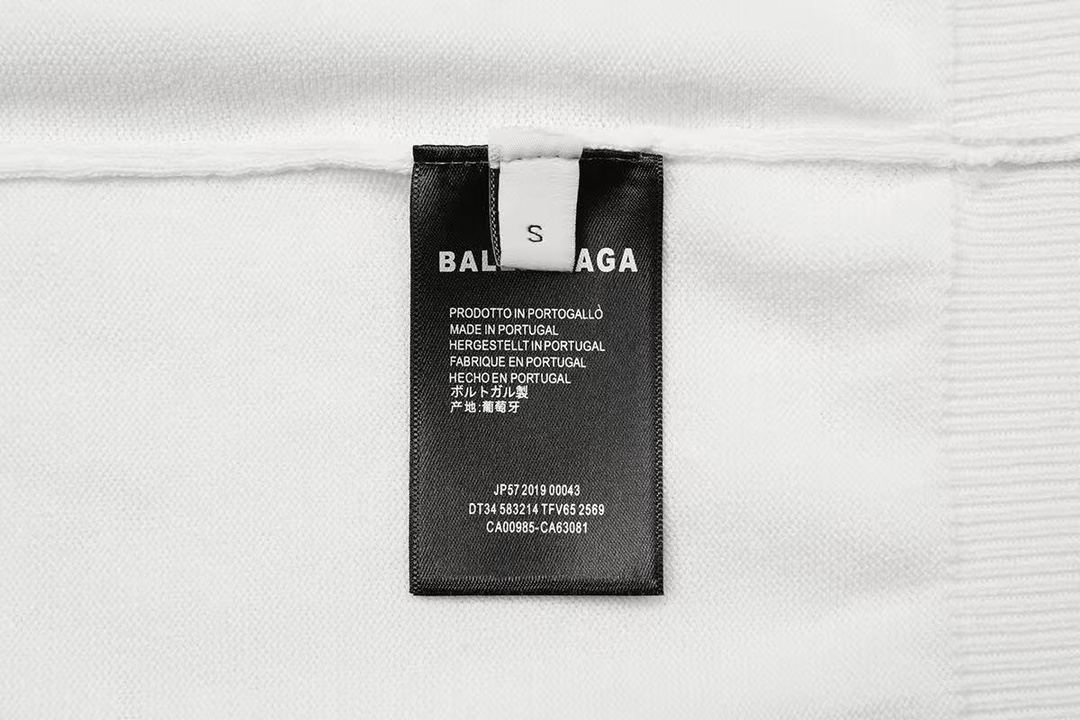 S
BAL AGA
PRODOTTO IN PORTOGALLÒ
MADE IN PORTUGAL
HERGESTELLT IN PORTUGAL
FABRIQUE EN PORTUGAL
HECHO EN PORTUGAL
ポルトガル製
产地:葡萄牙
JP57 2019 00043
DT34 583214 TFV65 2569
CA00985-CA63081